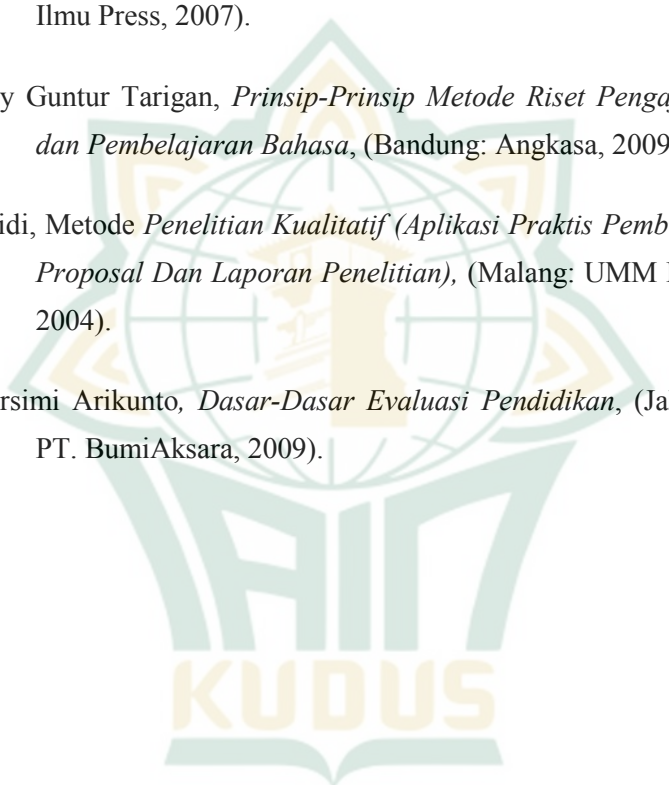 Ilmu Press, 2007).
y Guntur Tarigan, Prinsip-Prinsip Metode Riset Penga
dan Pembelajaran Bahasa, (Bandung: Angkasa, 2009
idi, Metode Penelitian Kualitatif (Aplikasi Praktis Pemb
Proposal Dan Laporan Penelitian), (Malang: UMM
2004).
rsimi Arikunto, Dasar-Dasar Evaluasi Pendidikan, (Ja
PT. BumiAksara, 2009).
IAIN
KUDUS